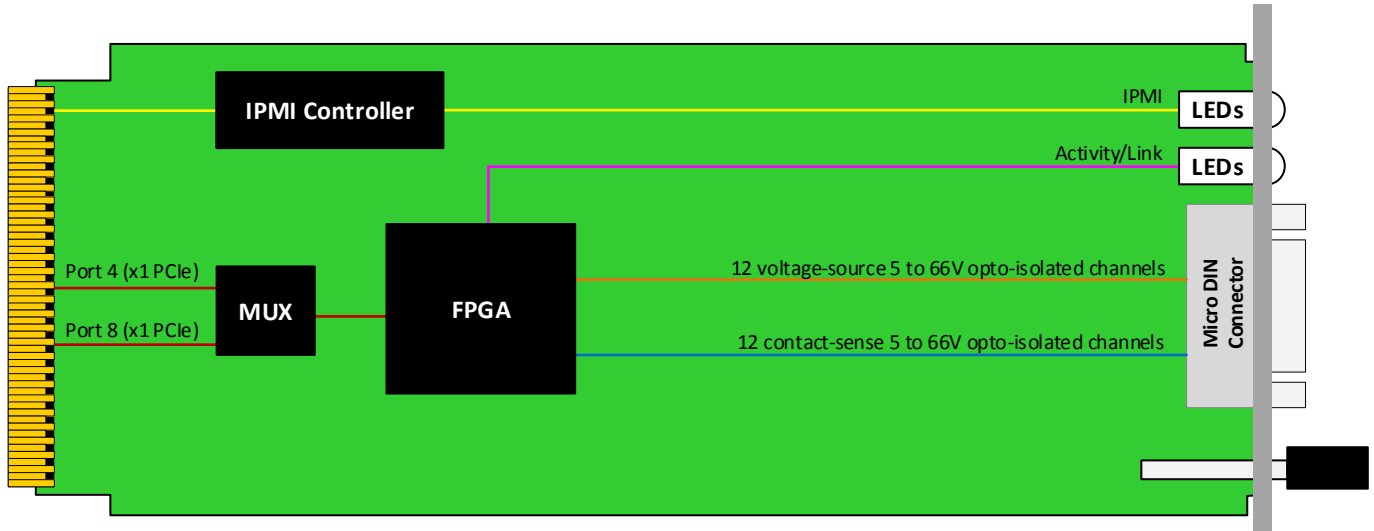 IPMI Controller
IPMI
LEDs
Activity/Link
LEDs
Port 4 (x1 PCIe)
Port 8 (x1 PCIe)
MUX
FPGA
12 voltage-source 5 to 66V opto-isolated channels
12 contact-sense 5 to 66V opto-isolated channels
Micro DIN
Connector